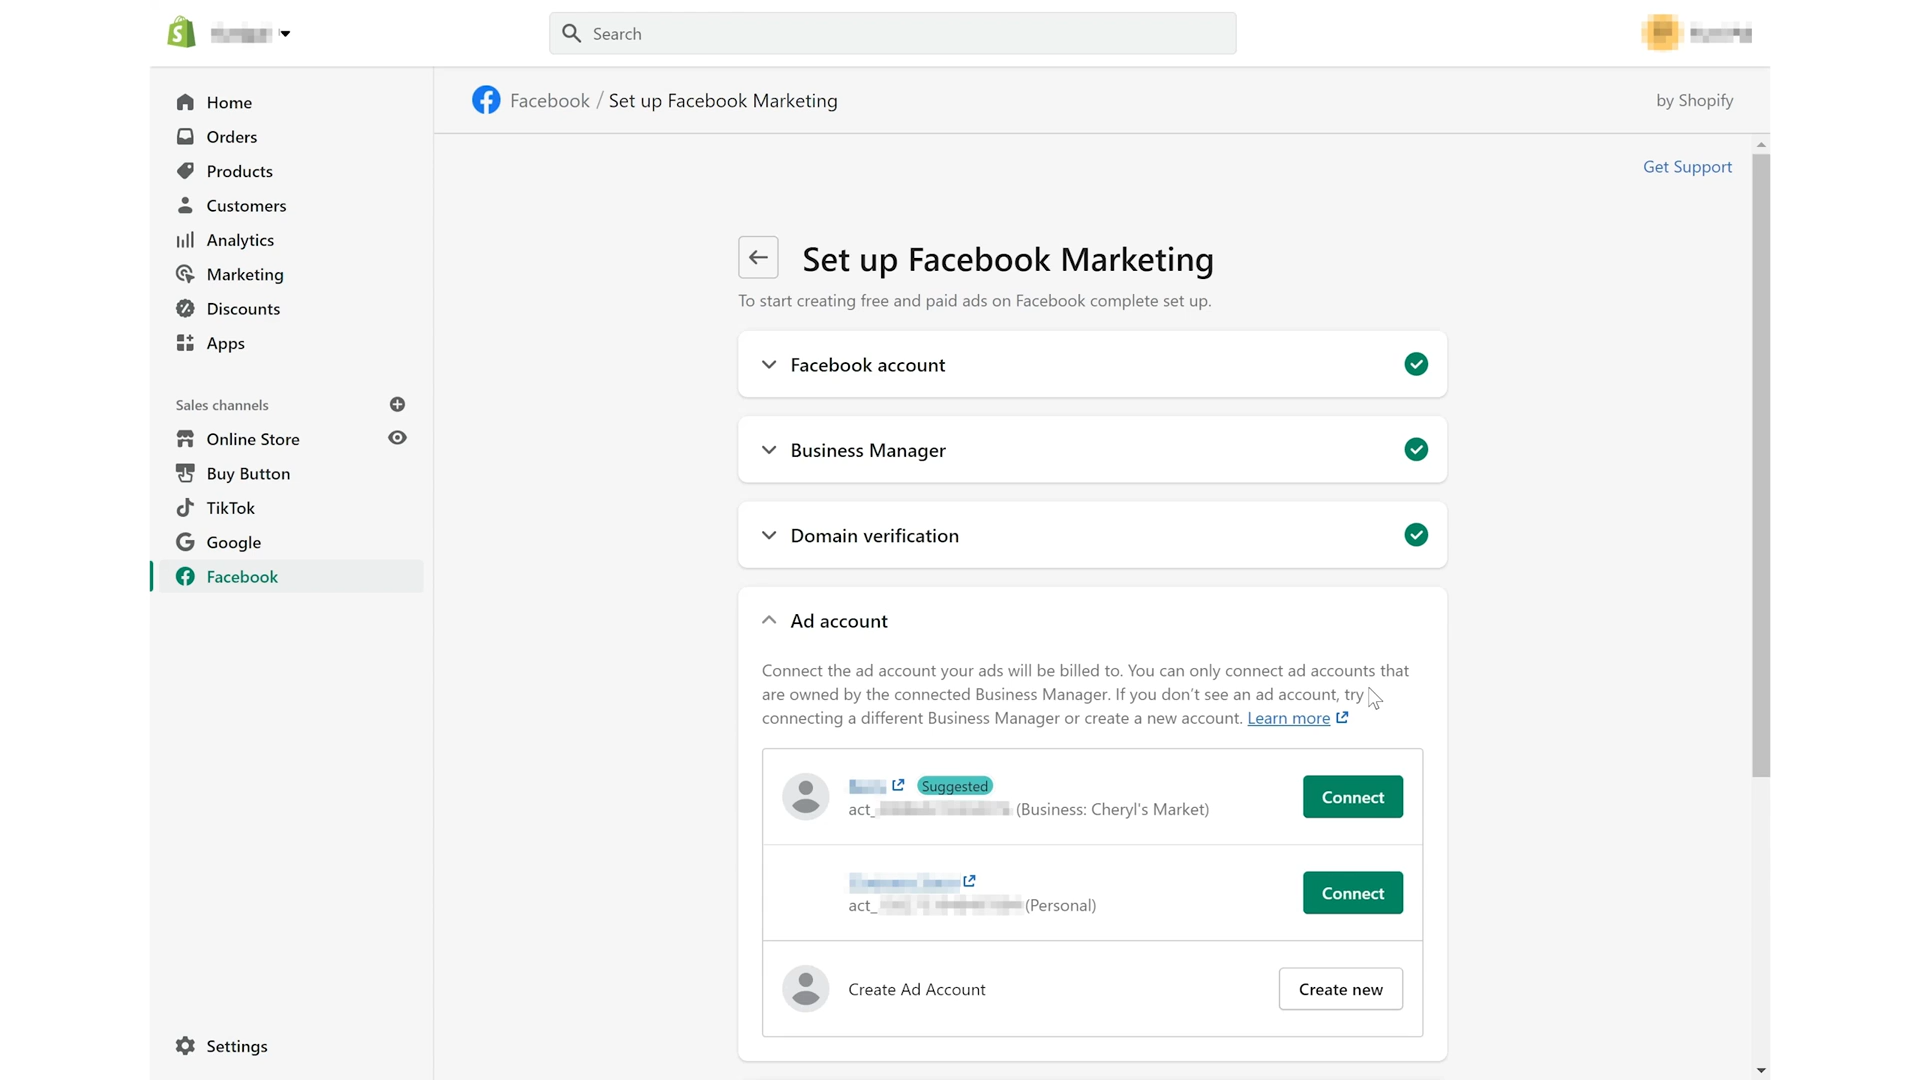 Search
Home
Orders
Products
Customers
Analytics
Marketing
Discounts
Apps
Sales channels
Online Store
Buy Button
TikTok
Google
Facebook
Settings
Facebook / Set up Facebook Marketing
by Shopify
Get Support
Set up Facebook Marketing
To start creating free and paid ads on Facebook complete set up.
Facebook account
Business Manager
Domain verification
Ad account
Connect the ad account your ads will be billed to. You can only connect ad accounts that
are owned by the connected Business Manager. If you don't see an ad account, try
connecting a different Business Manager or create a new account. Learn more
Suggested
act_ (Business: Cheryl's Market)
Connect
act_ (Personal)
Connect
Create Ad Account
Create new